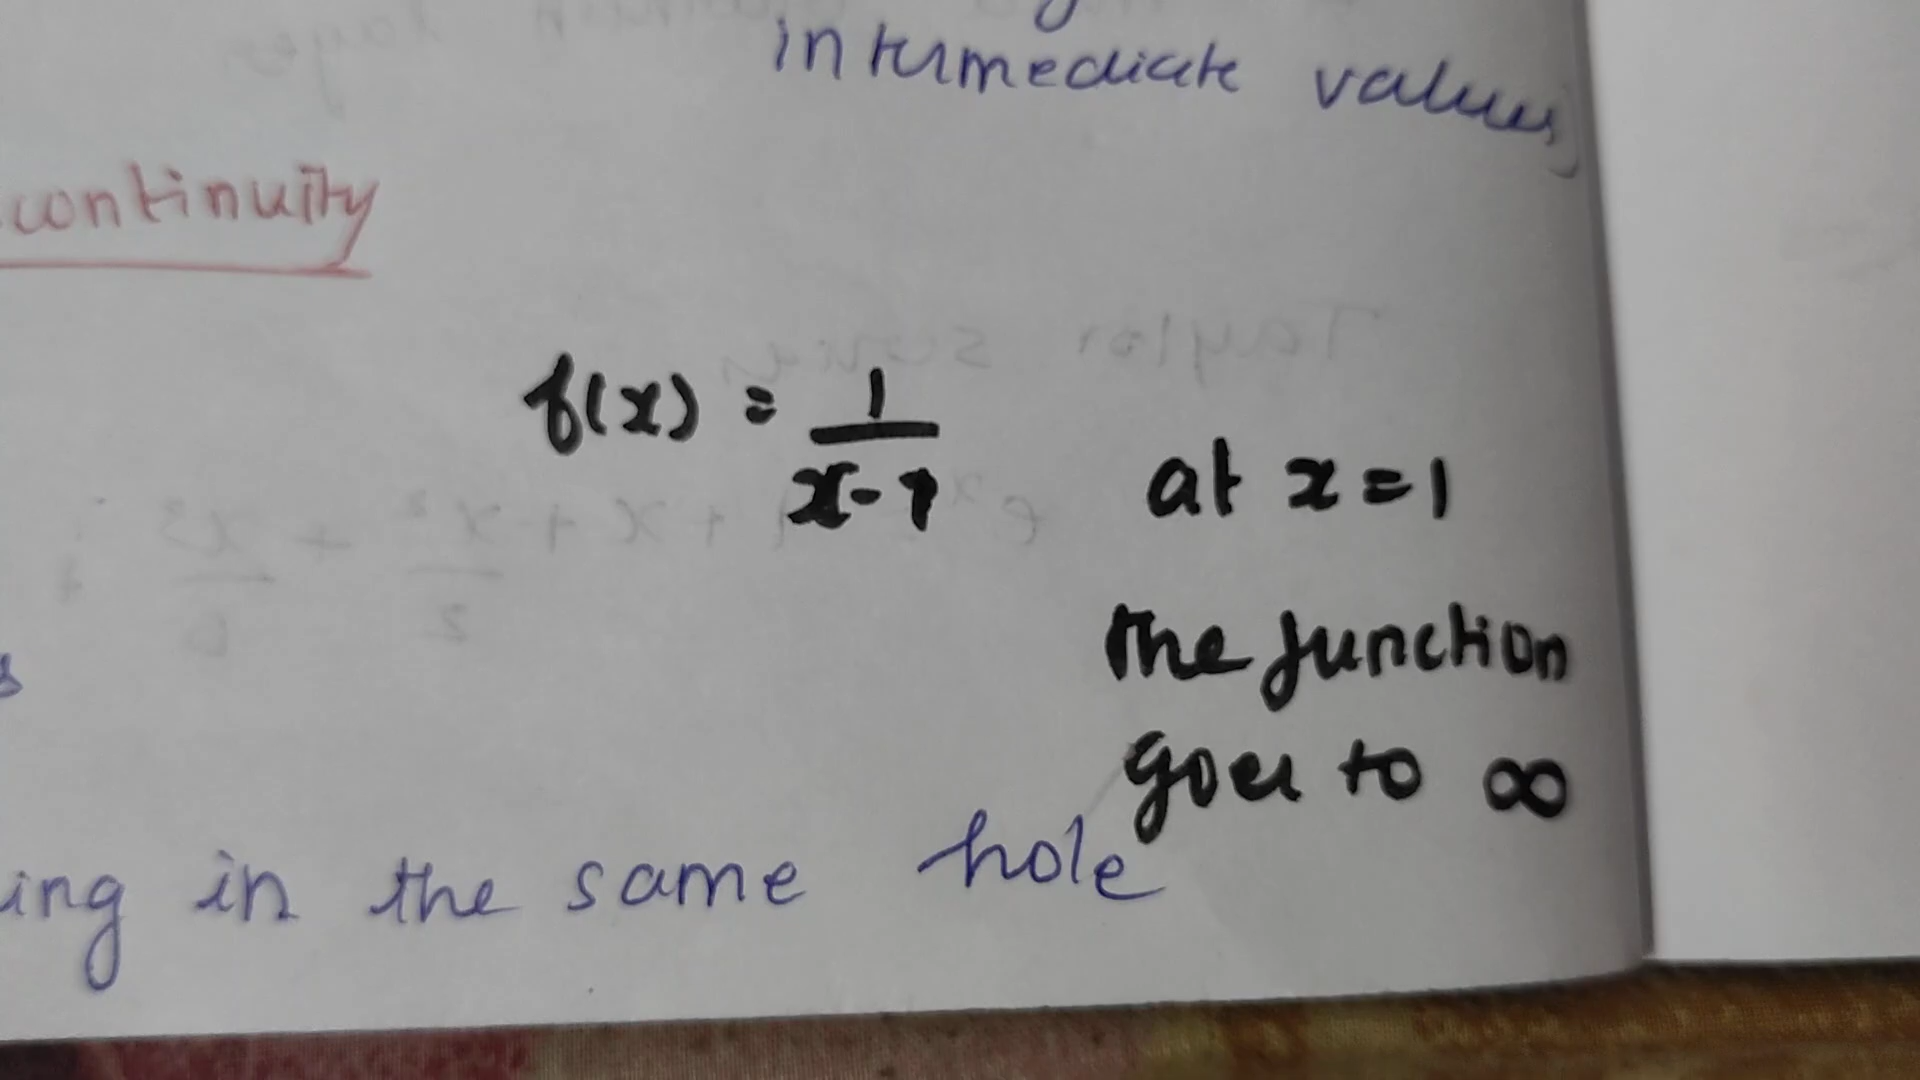 intermediate values)
continuity
f(x) = 1/(x-1) at x=1
the function
goes to ∞
ing in the same hole